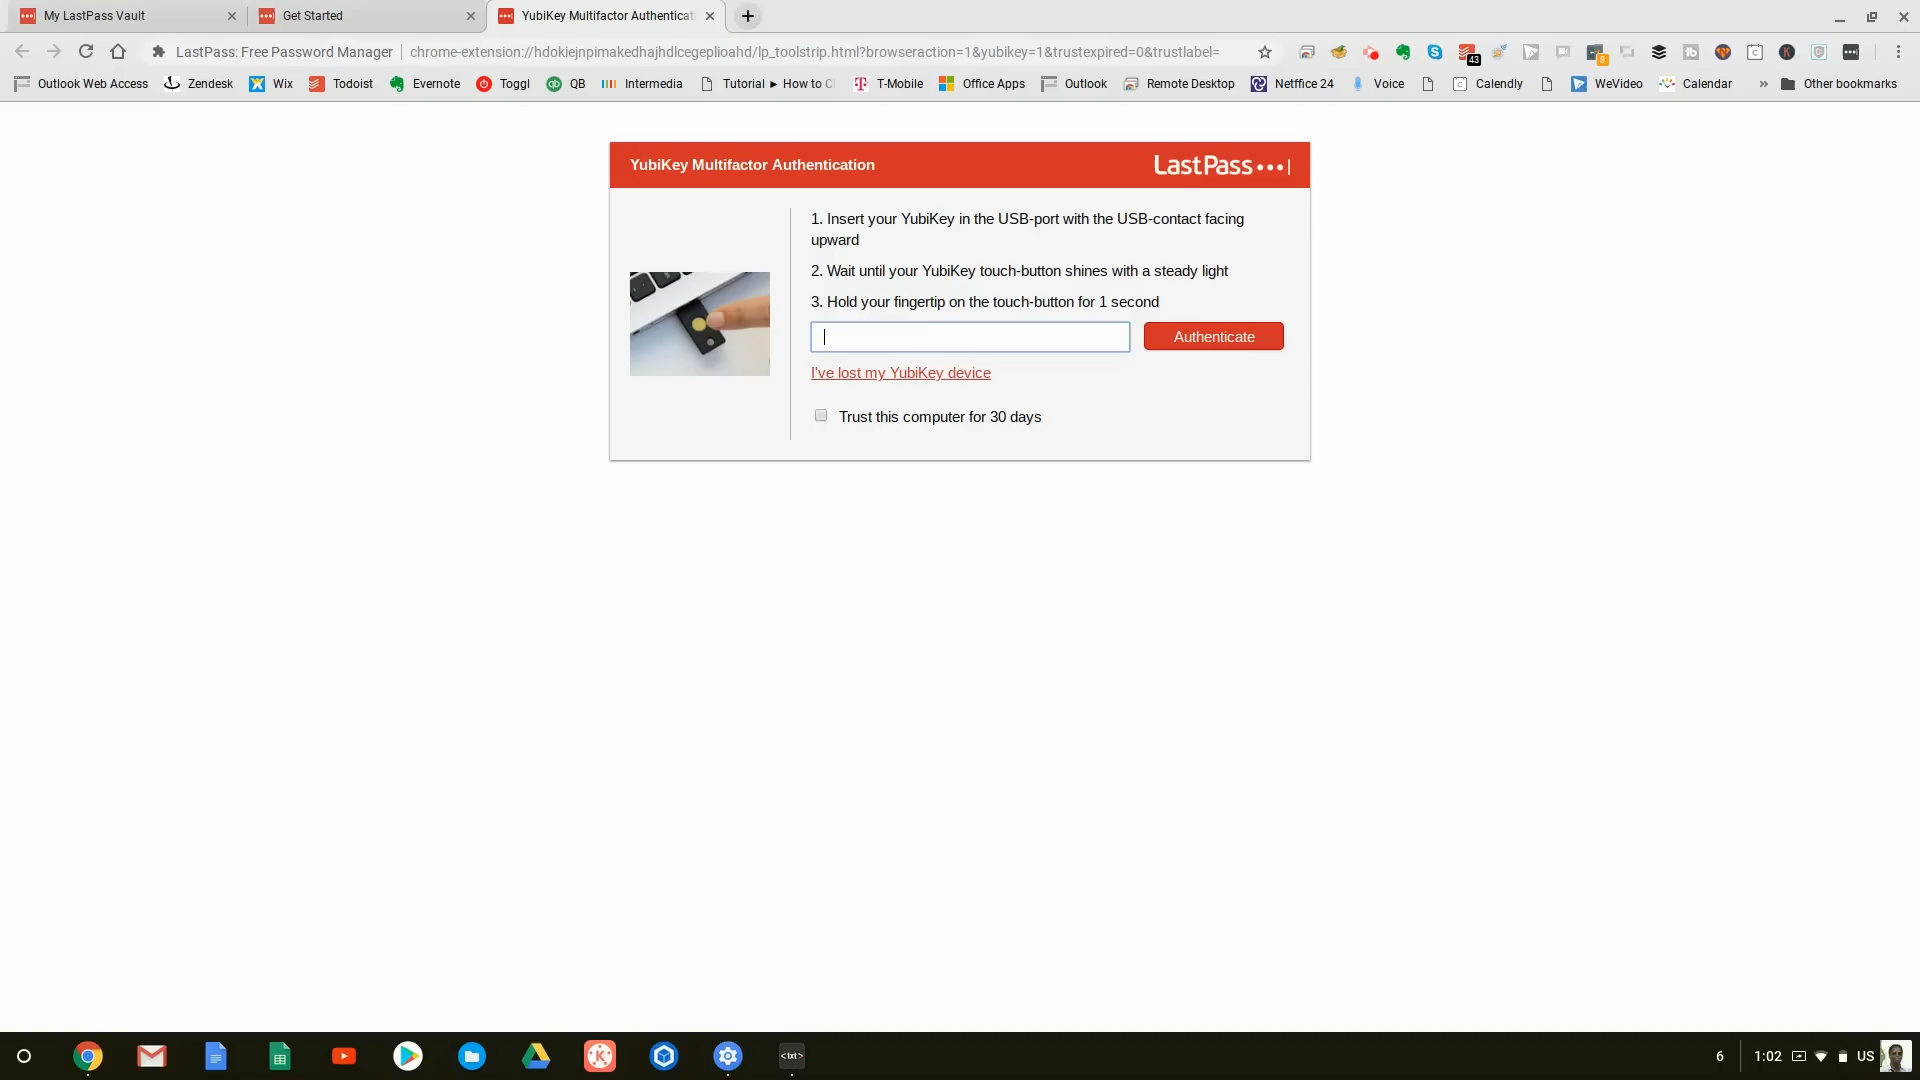 My LastPass Vault
Get Started
YubiKey Multifactor Authenticati
LastPass: Free Password Manager
chrome-extension://hdokiejnpimakedhajhdlcegeplioahd/lp_toolstrip.html?browseraction=1&yubikey=1&trustexpired=0&trustlabel=
43
8
Outlook Web Access
Zendesk
Wix
Todoist
Evernote
Toggl
QB
Intermedia
Tutorial ► How to C
T-Mobile
Office Apps
Outlook
Remote Desktop
Netffice 24
Voice
Calendly
WeVideo
Calendar
»
Other bookmarks
YubiKey Multifactor Authentication
LastPass•••|
1. Insert your YubiKey in the USB-port with the USB-contact facing
upward
2. Wait until your YubiKey touch-button shines with a steady light
3. Hold your fingertip on the touch-button for 1 second
Authenticate
I've lost my YubiKey device
Trust this computer for 30 days
<txt>
6
1:02
US